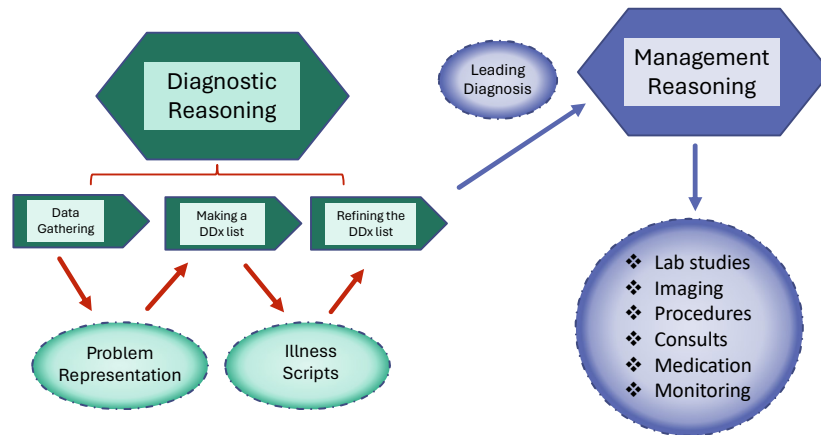 Diagnostic
Reasoning
Leading
Diagnosis
Management
Reasoning
Data
Gathering
Making a
DDx list
Refining the
DDx list
Problem
Representation
Illness
Scripts
❖ Lab studies
❖ Imaging
❖ Procedures
❖ Consults
❖ Medication
❖ Monitoring